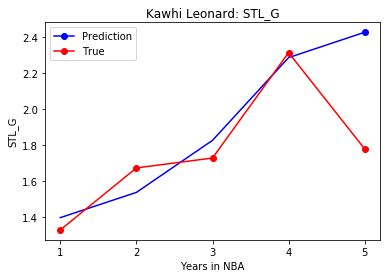 Kawhi Leonard: STL_G
Prediction
True
STL_G
2.4
2.2
2.0
1.8
1.6
1.4
1
2
3
4
5
Years in NBA